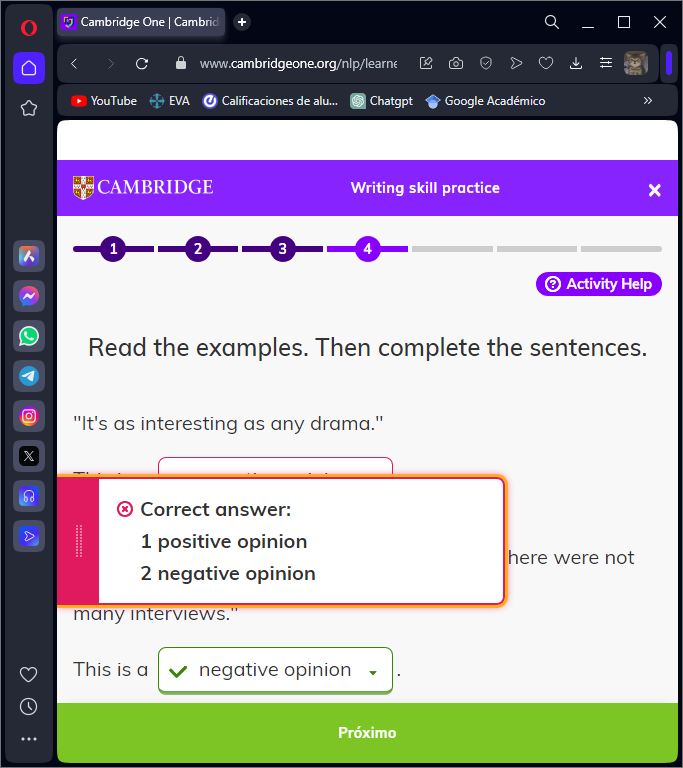 Cambridge One | Cambrid
www.cambridgeone.org/nlp/learne
YouTube EVA Calificaciones de alu... Chatgpt Google Académico »
CAMBRIDGE Writing skill practice
1 2 3 4
Activity Help
Read the examples. Then complete the sentences.
"It's as interesting as any drama."
Correct answer:
1 positive opinion
2 negative opinion
here were not
many interviews."
This is a negative opinion .
Próximo